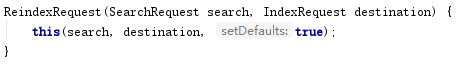 ReindexRequest(SearchRequest search, IndexRequest destination) {
    this(search, destination, setDefaults: true);
}